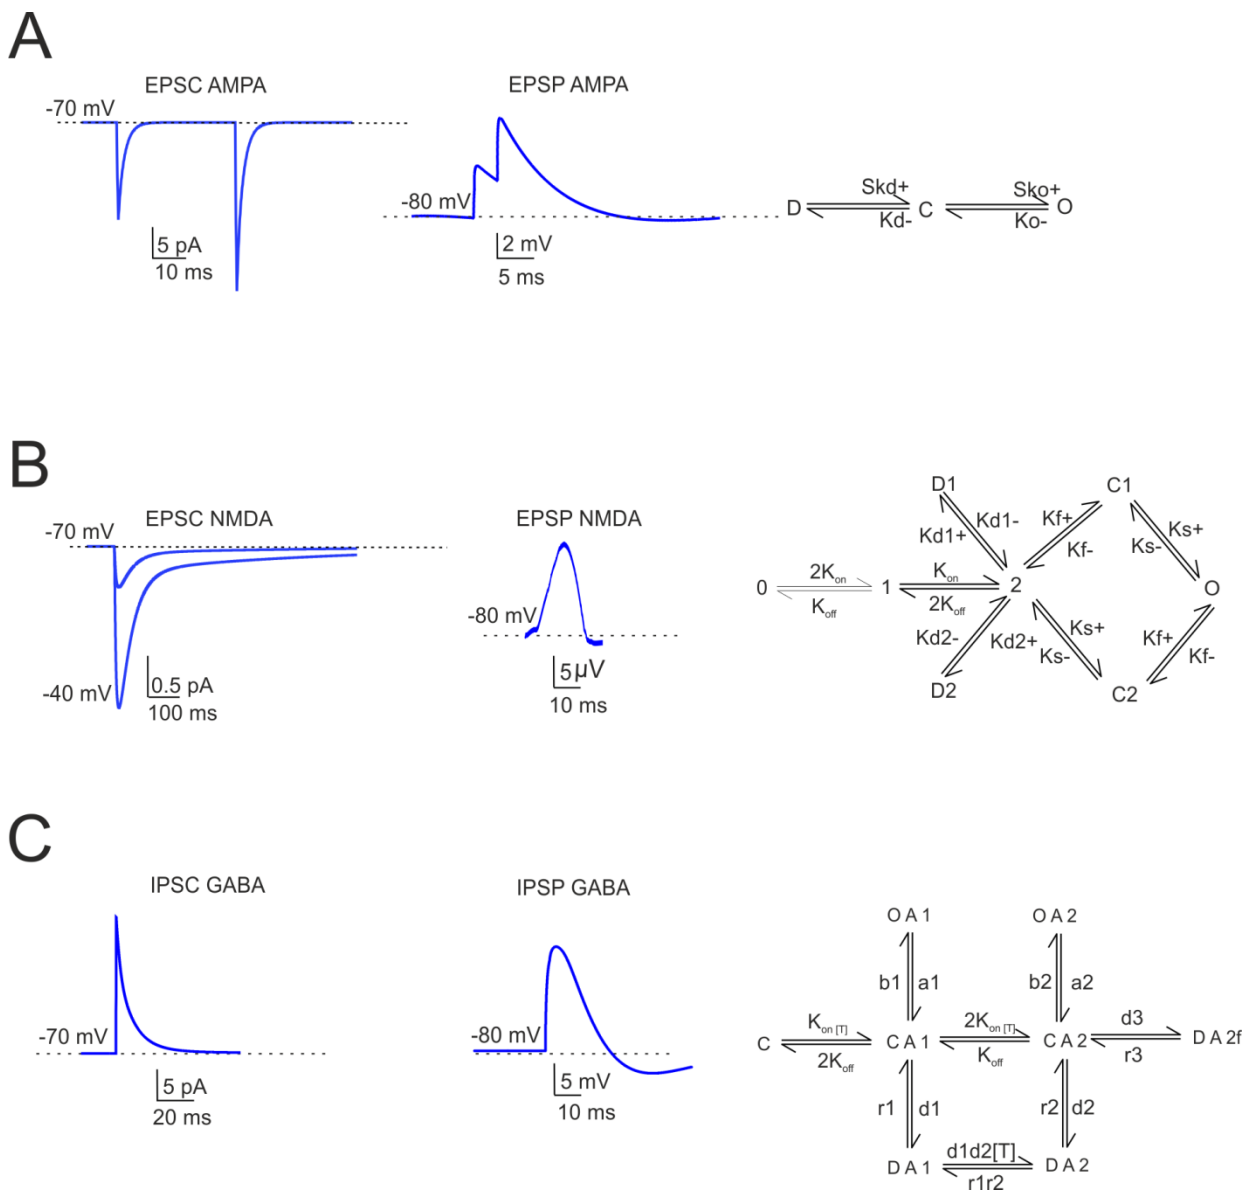 A
EPSC AMPA
EPSP AMPA
-70 mV
-80 mV
5 pA
10 ms
2 mV
5 ms
Skd+
Sko+
D
C
O
Kd-
Ko-
B
EPSC NMDA
EPSP NMDA
-70 mV
-40 mV
0.5 pA
100 ms
-80 mV
5 µV
10 ms
D1
C1
Kd1-
Kf+
Ks+
Kd1+
Kf-
Ks-
2Kon
Kon
0
1
2
O
Koff
2Koff
Kd2-
Kd2+
Ks+
Kf+
Ks-
Kf-
D2
C2
C
IPSC GABA
IPSP GABA
-70 mV
5 pA
20 ms
-80 mV
5 mV
10 ms
O A 1
O A 2
b1
a1
b2
a2
Kon [T]
2Kon [T]
d3
C
C A 1
C A 2
D A 2f
2Koff
Koff
r3
r1
d1
r2
d2
d1d2[T]
D A 1
D A 2
r1r2